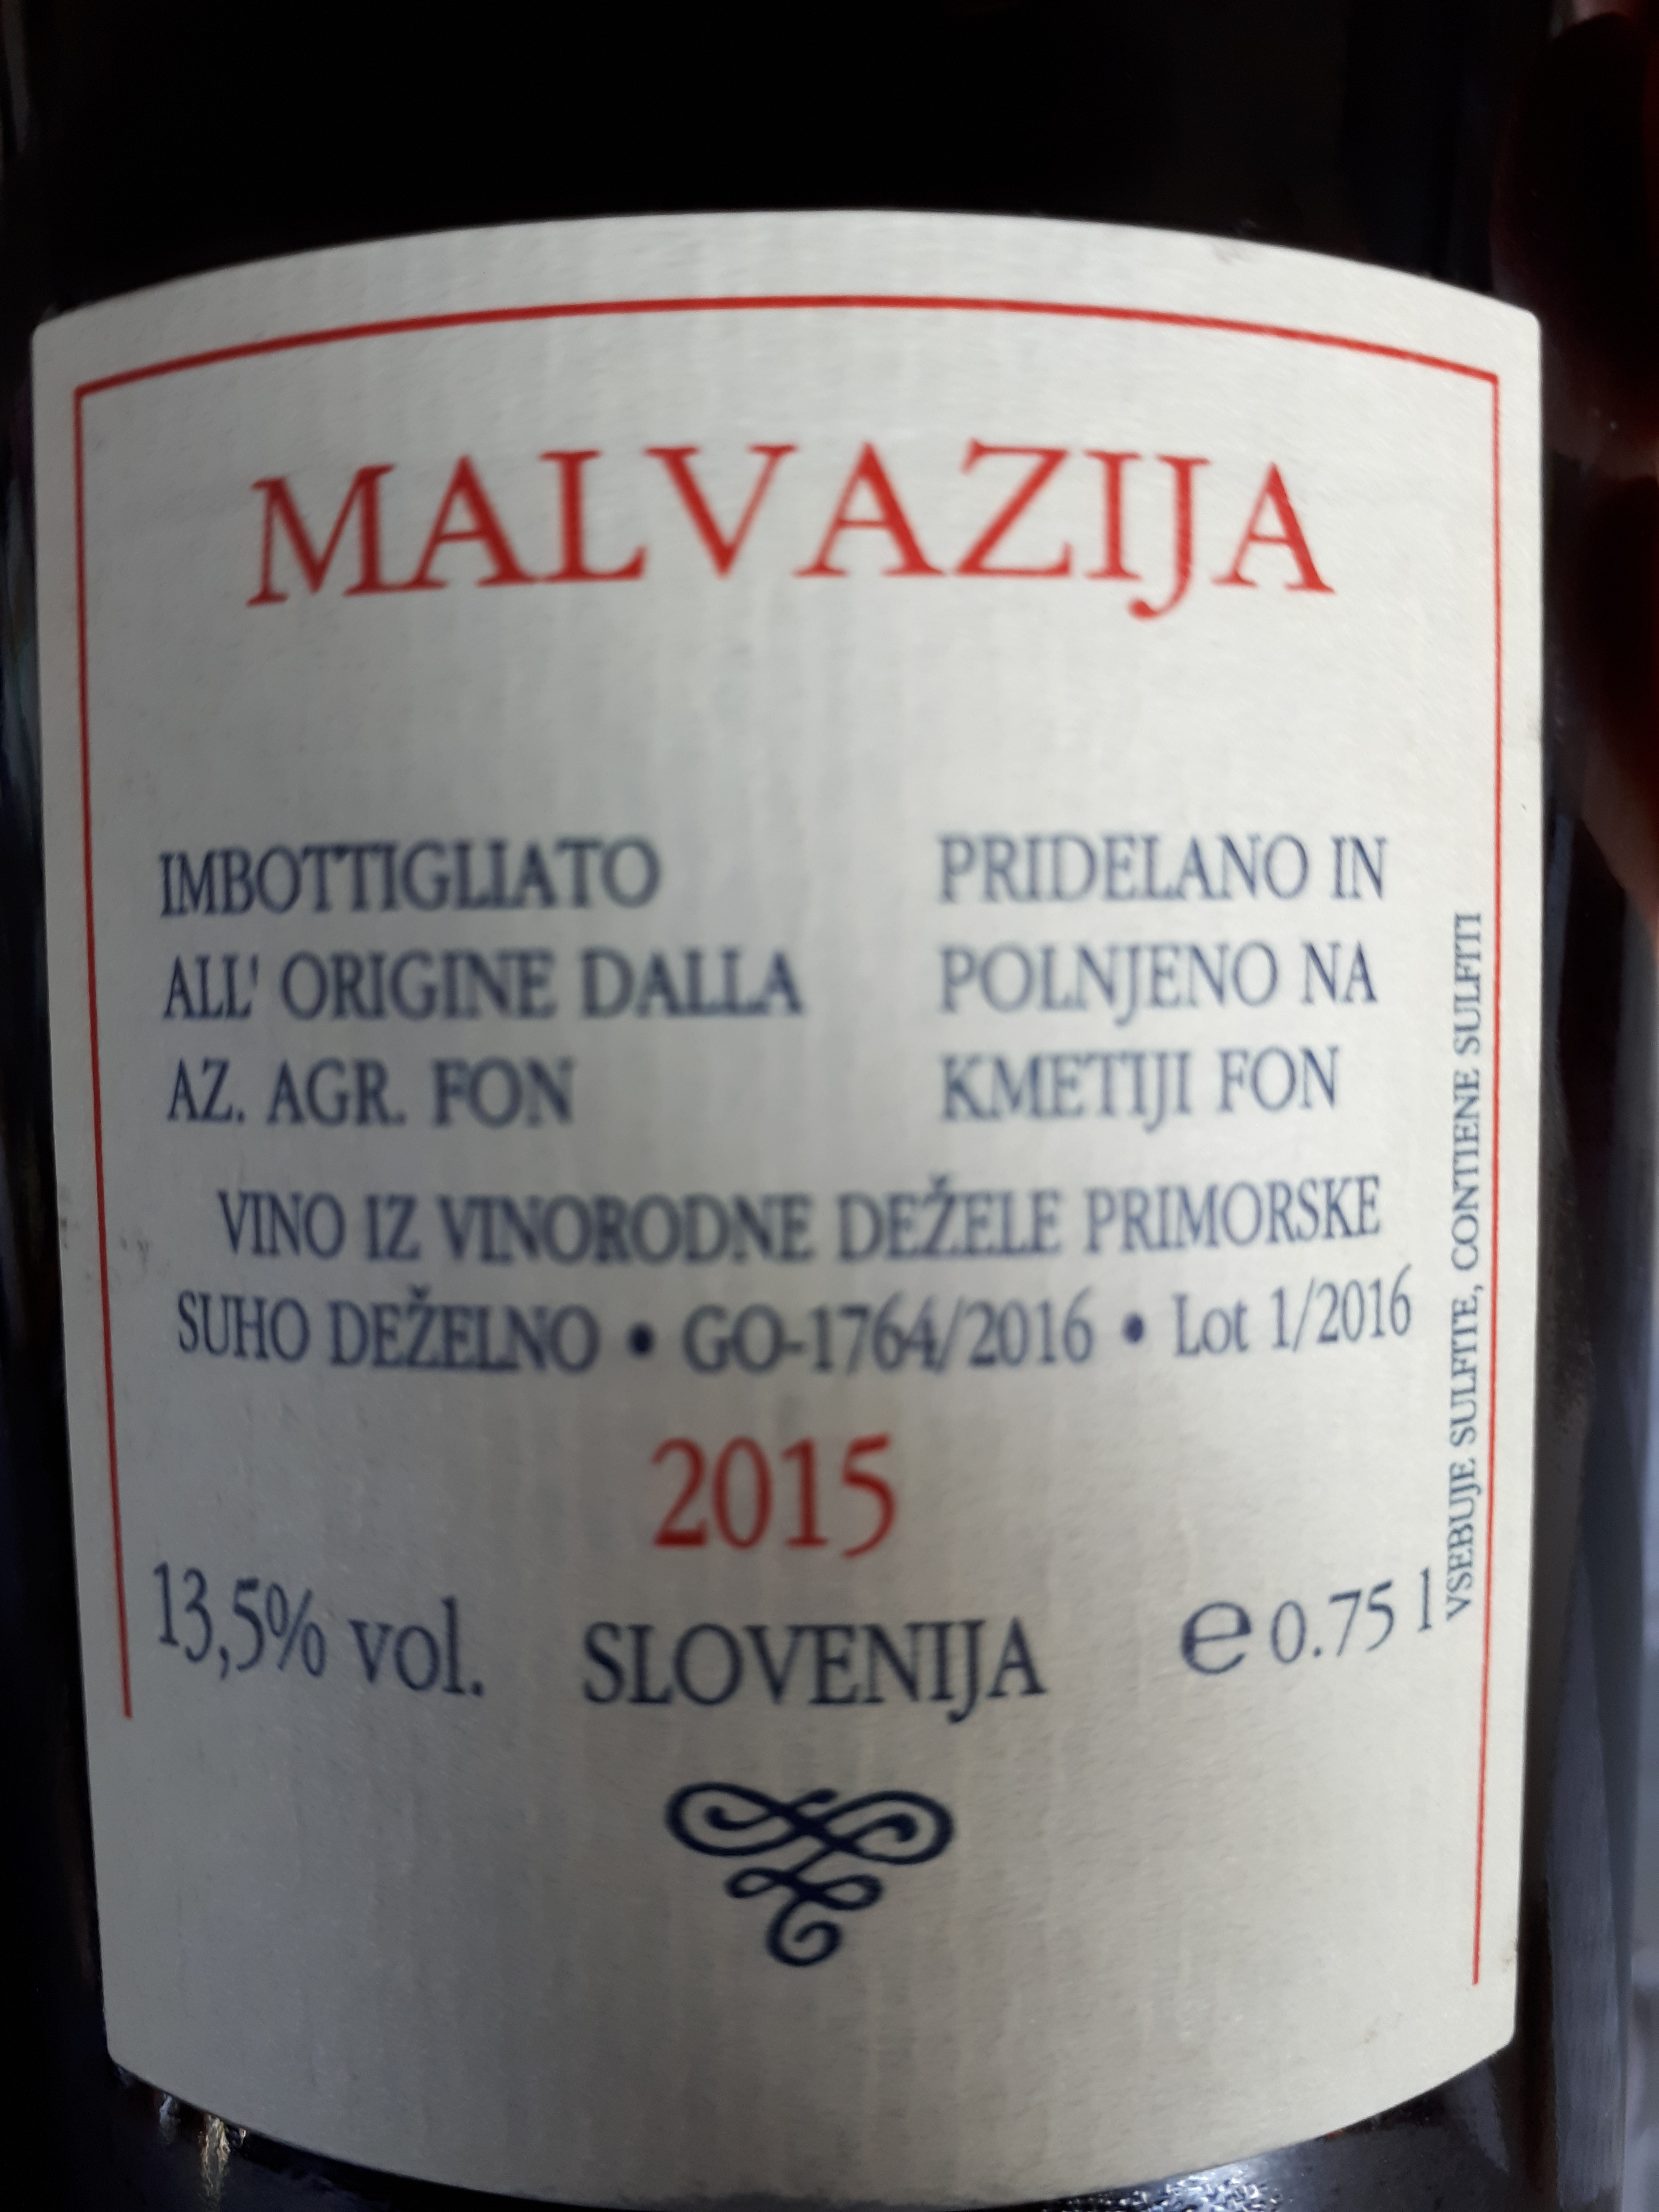 MALVAZIJA
IMBOTTIGLIATO
ALL' ORIGINE DALLA
AZ. AGR. FON
PRIDELANO IN
POLNJENO NA
KMETIJI FON
VINO IZ VINORODNE DEŽELE PRIMORSKE
SUHO DEŽELNO • GO-1764/2016 • Lot 1/2016
2015
13,5% vol. SLOVENIJA e 0.75 l
VSEBUJE SULFITE, CONTIENE SULFITI